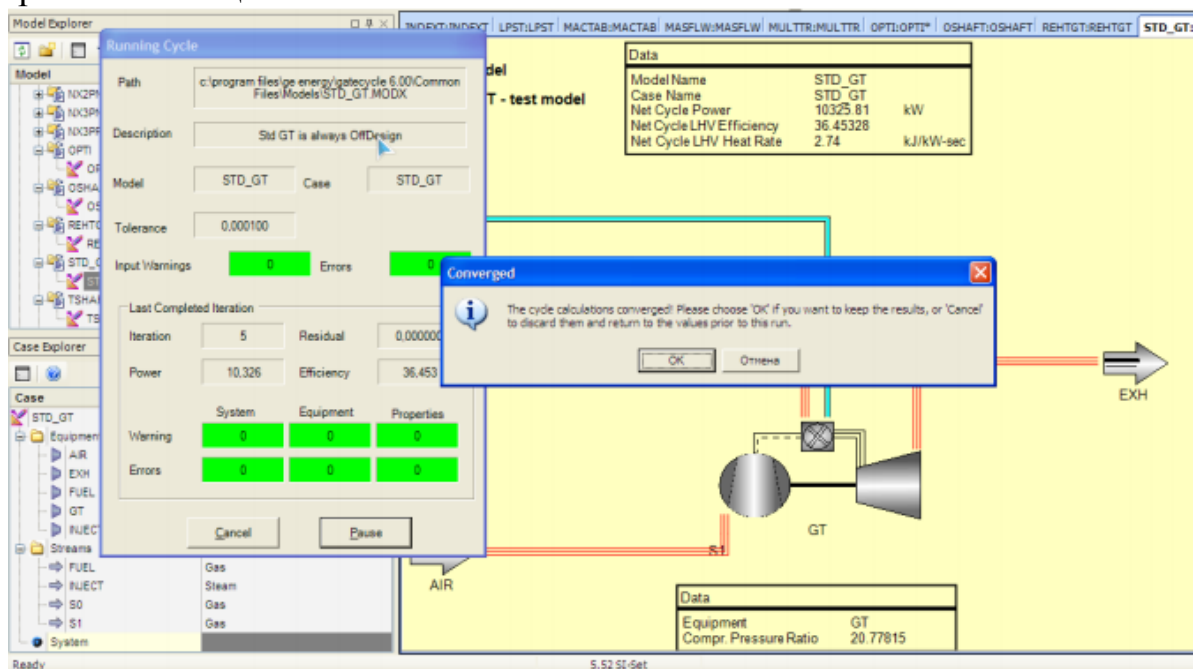 Model Explorer
INDEXT:INDEXT LPST:LPST MACTAB:MACTAB MASFLW:MASFLW MULTTR:MULTTR OPTI:OPTI* OSHAFT:OSHAFT REHTGT:REHTGT STD_GT:
Model
NX2PM
NX3PM
OPTI
STD_GT
Running Cycle
Path
c:\program files\ge energy\gatecycle 6.00\Common
Files\Models\STD_GT.MODX
Description
Std GT is always OffDesign
Model STD_GT Case STD_GT
Tolerance 0,000100
Input Warnings 0 Errors 0
Last Completed Iteration
Iteration 5 Residual 0,000000
Power 10,326 Efficiency 36,453
System Equipment Properties
Warning 0 0 0
Errors 0 0 0
Cancel Pause
T - test model
Data
Model Name STD_GT
Case Name STD_GT
Net Cycle Power 10325.81 kW
Net Cycle LHV Efficiency 36.45328
Net Cycle LHV Heat Rate 2.74 kJ/kW-sec
Converged
The cycle calculations converged! Please choose 'OK' if you want to keep the results, or 'Cancel'
to discard them and return to the values prior to this run.
OK Отмена
EXH
GT
S1
AIR
Data
Equipment GT
Compr. Pressure Ratio 20.77815
Case Explorer
Case
STD_GT
Equipmen
AIR
EXH
FUEL
GT
INJEC
Streams
FUEL Gas
INJECT Steam
S0 Gas
S1 Gas
System
Ready
5.52 SI-Set